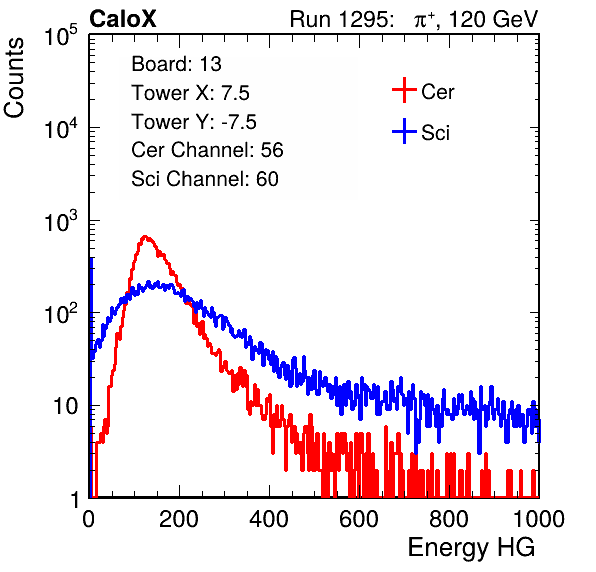 CaloX Run 1295: π⁺, 120 GeV
Counts
10⁵
10⁴
10³
10²
10
1
Board: 13
Tower X: 7.5
Tower Y: -7.5
Cer Channel: 56
Sci Channel: 60
Cer
Sci
0 200 400 600 800 1000
Energy HG